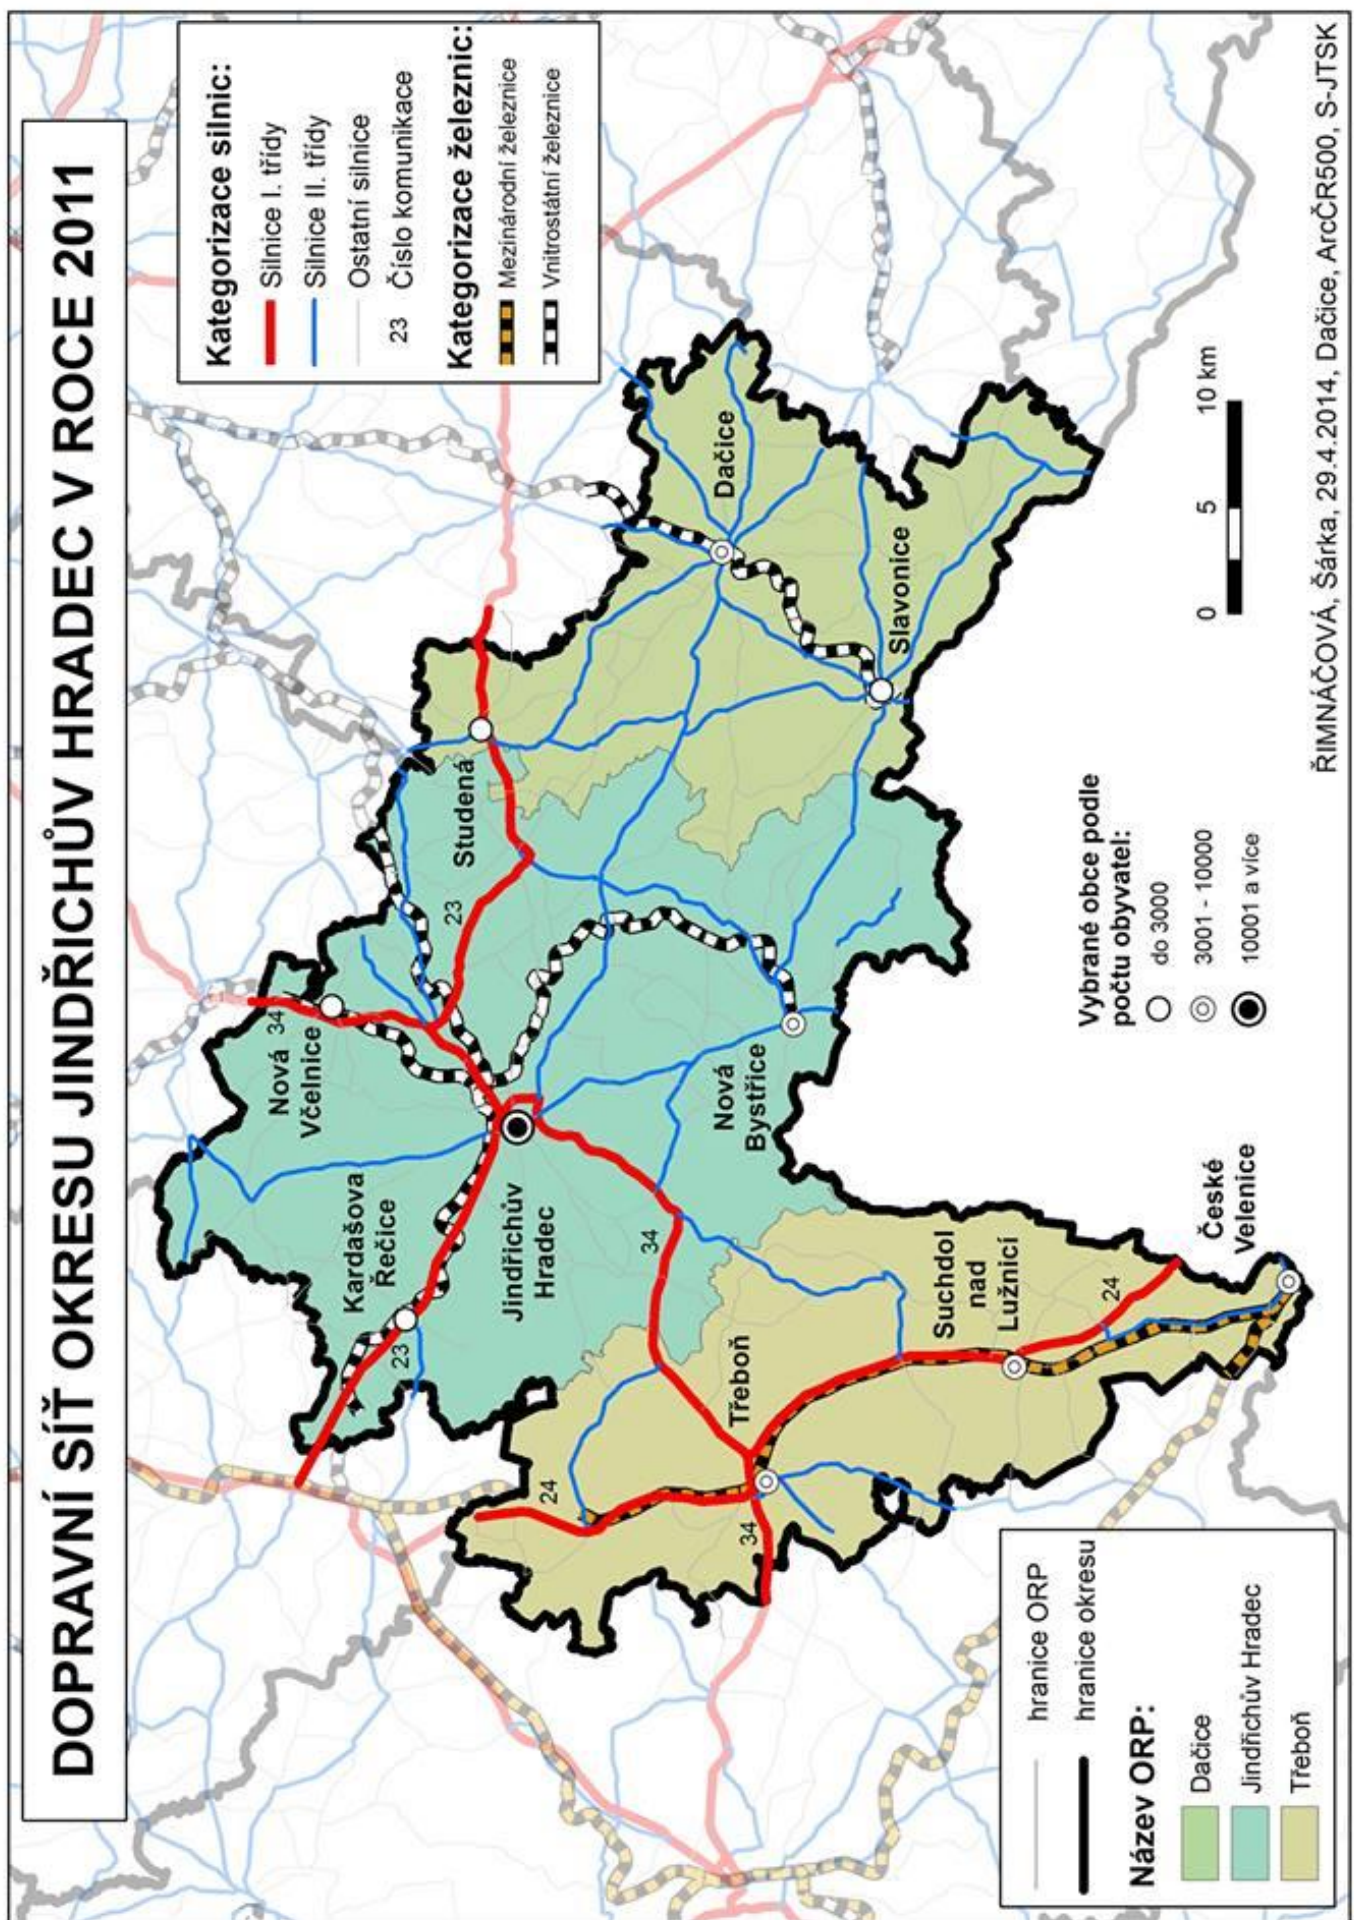 DOPRAVNÍ SÍŤ OKRESU JINDŘICHŮV HRADEC V ROCE 2011
Kategorizace silnic:
Silnice I. třídy
Silnice II. třídy
Ostatní silnice
23 Číslo komunikace
Kategorizace železnic:
Mezinárodní železnice
Vnitrostátní železnice
34
Nová
Včelnice
Kardašova
Řečice
23
Studená
23
Jindřichův
Hradec
24
34
Třeboň
34
Nová
Bystřice
Dačice
Slavonice
Suchdol
nad
Lužnicí
24
České
Velenice
hranice ORP
hranice okresu
Název ORP:
Dačice
Jindřichův Hradec
Třeboň
Vybrané obce podle
počtu obyvatel:
do 3000
3001 - 10000
10001 a více
0 5 10 km
ŘIMNÁČOVÁ, Šárka, 29.4.2014, Dačice, ArcČR500, S-JTSK